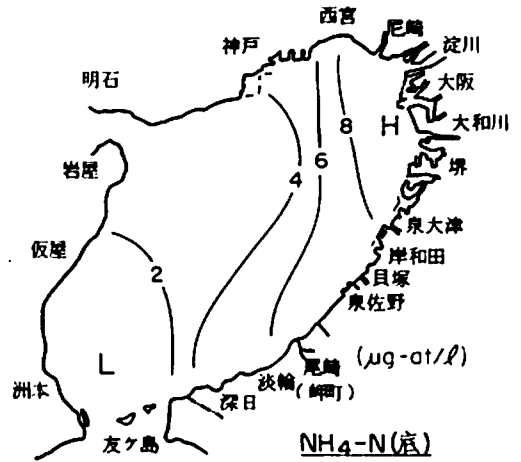 西宮
尼崎
淀川
神戸
明石
大阪
8
H
大和川
6
4
堺
岩屋
泉大津
仮屋
2
岸和田
貝塚
泉佐野
L
尾崎
(岬町)
(μg-at/l)
淡輪
洲本
深日
友ヶ島
NH4-N(底)